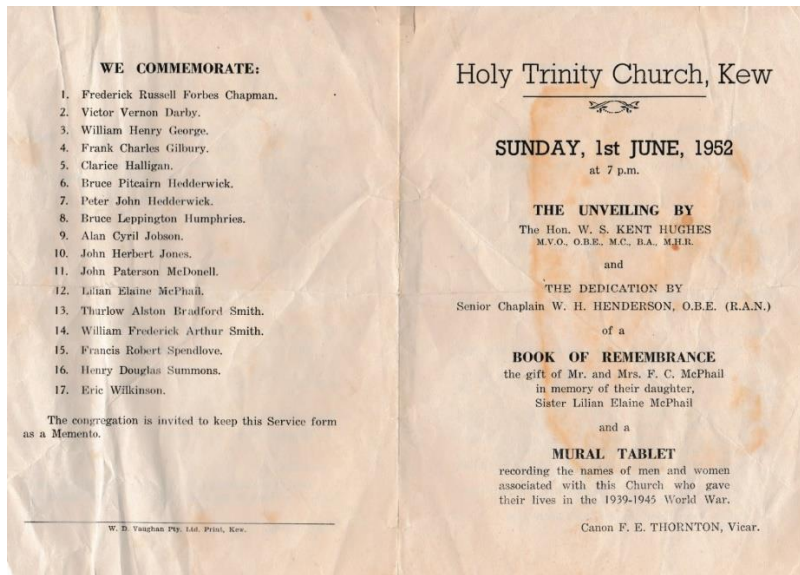 WE COMMEMORATE:
1. Frederick Russell Forbes Chapman.
2. Victor Vernon Darby.
3. William Henry George.
4. Frank Charles Gilbury.
5. Clarice Halligan.
6. Bruce Pitcairn Hedderwick.
7. Peter John Hedderwick.
8. Bruce Leppington Humphries.
9. Alan Cyril Jobson.
10. John Herbert Jones.
11. John Paterson McDonell.
12. Lilian Elaine McPhail.
13. Thurlow Alston Bradford Smith.
14. William Frederick Arthur Smith.
15. Francis Robert Spendlove.
16. Henry Douglas Summons.
17. Eric Wilkinson.
The congregation is invited to keep this Service form
as a Memento.
W. D. Vaughan Pty. Ltd. Print, Kew.
Holy Trinity Church, Kew
SUNDAY, 1st JUNE, 1952
at 7 p.m.
THE UNVEILING BY
The Hon. W. S. KENT HUGHES
M.V.O., O.B.E., M.C., B.A., M.H.R.
and
THE DEDICATION BY
Senior Chaplain W. H. HENDERSON, O.B.E. (R.A.N.)
of a
BOOK OF REMEMBRANCE
the gift of Mr. and Mrs. F. C. McPhail
in memory of their daughter,
Sister Lilian Elaine McPhail
and a
MURAL TABLET
recording the names of men and women
associated with this Church who gave
their lives in the 1939-1945 World War.
Canon F. E. THORNTON, Vicar.